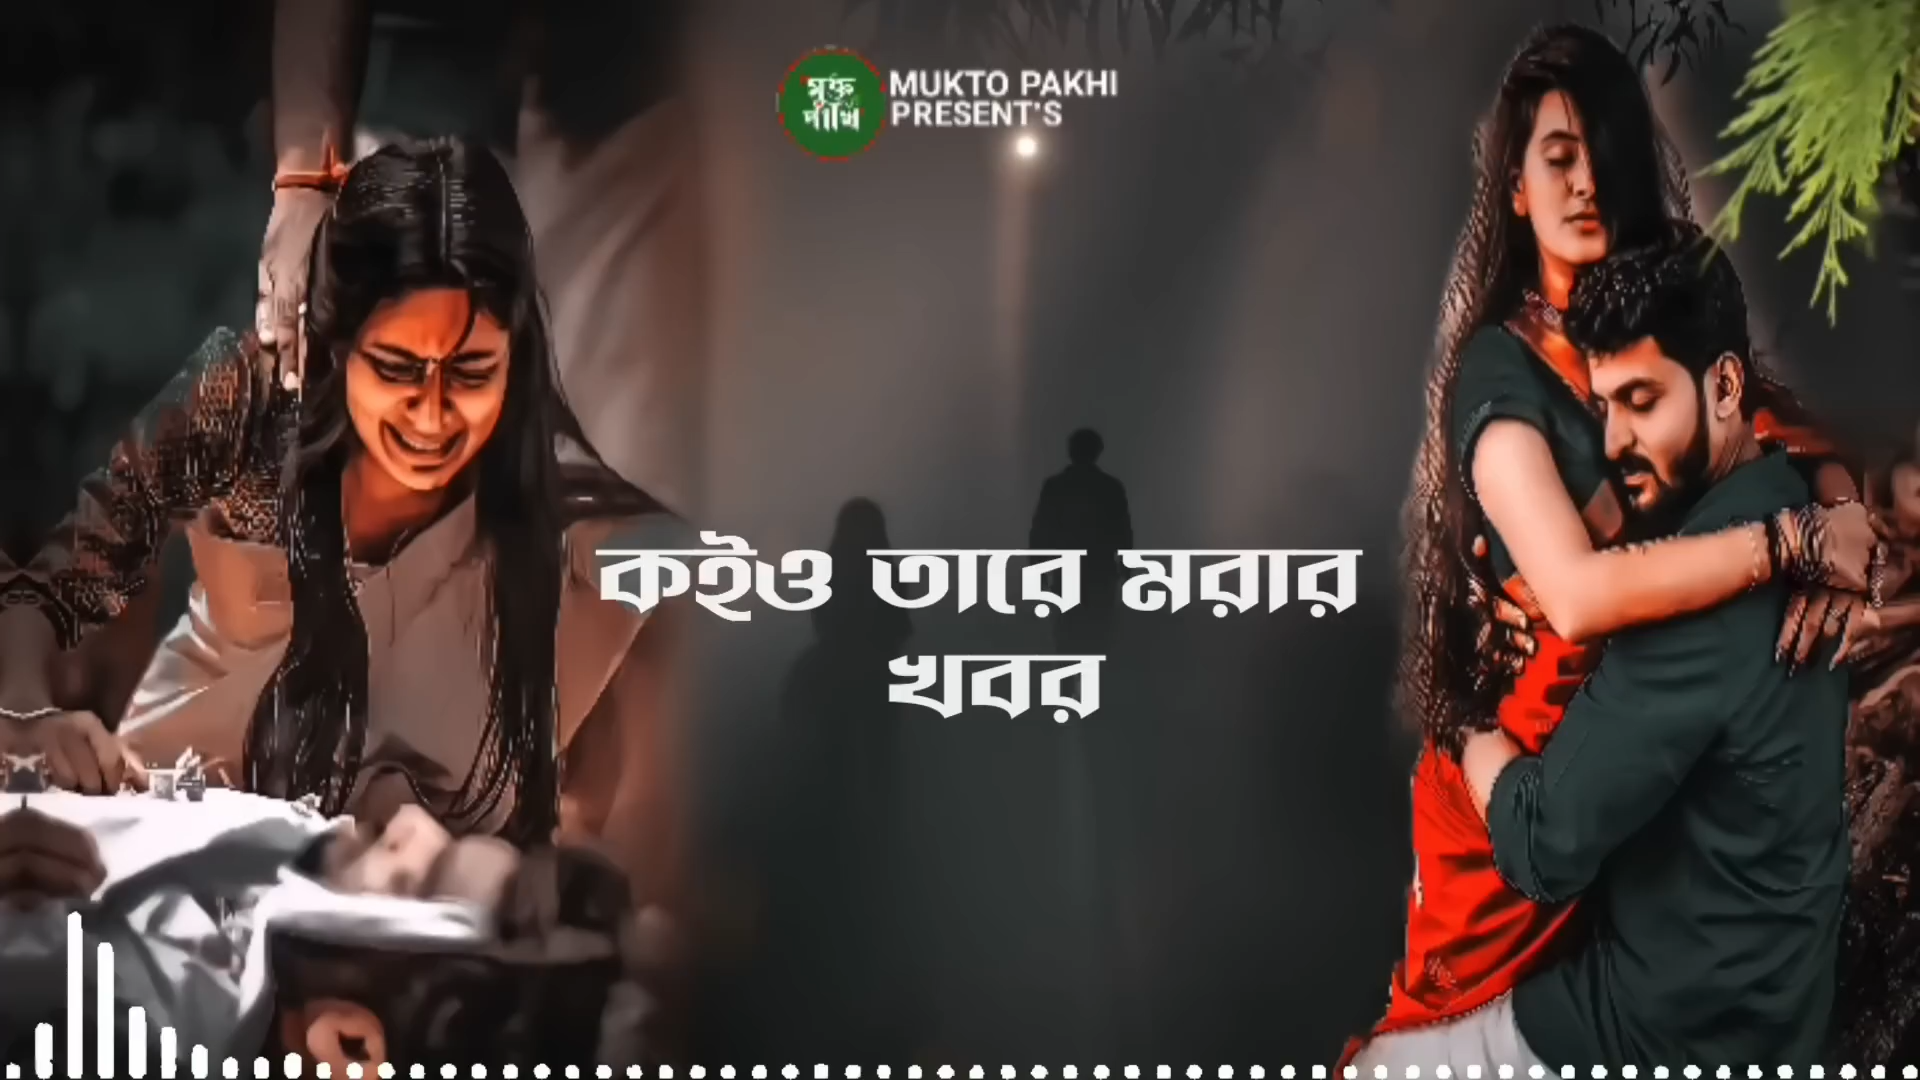 মুক্ত
পাখি
MUKTO PAKHI
PRESENT'S
কইও তারে মরার
খবর